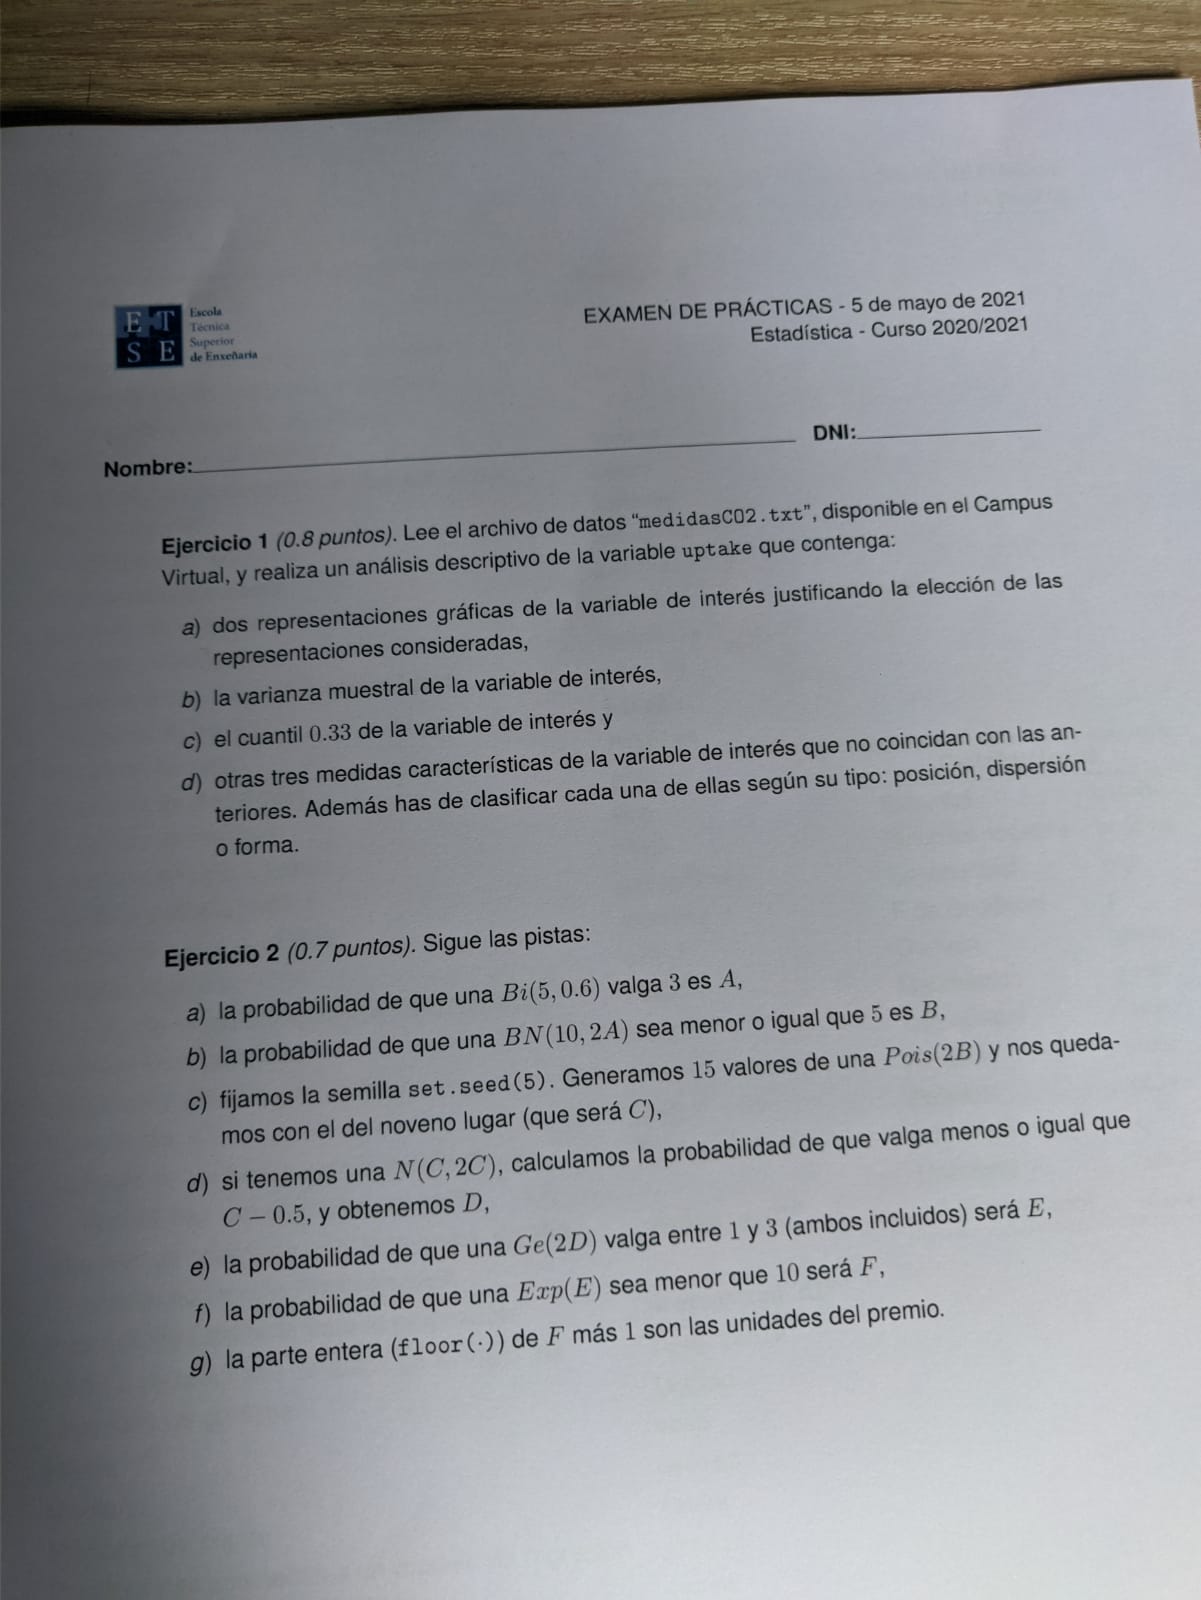 E T
S E
Escola
Técnica
Superior
de Enxeñaría
EXAMEN DE PRÁCTICAS - 5 de mayo de 2021
Estadística - Curso 2020/2021
Nombre: DNI:
Ejercicio 1 (0.8 puntos). Lee el archivo de datos “medidasCO2.txt”, disponible en el Campus
Virtual, y realiza un análisis descriptivo de la variable uptake que contenga:
a) dos representaciones gráficas de la variable de interés justificando la elección de las
representaciones consideradas,
b) la varianza muestral de la variable de interés,
c) el cuantil 0.33 de la variable de interés y
d) otras tres medidas características de la variable de interés que no coincidan con las an-
teriores. Además has de clasificar cada una de ellas según su tipo: posición, dispersión
o forma.
Ejercicio 2 (0.7 puntos). Sigue las pistas:
a) la probabilidad de que una Bi(5, 0.6) valga 3 es A,
b) la probabilidad de que una BN(10, 2A) sea menor o igual que 5 es B,
c) fijamos la semilla set.seed(5). Generamos 15 valores de una Pois(2B) y nos queda-
mos con el del noveno lugar (que será C),
d) si tenemos una N(C, 2C), calculamos la probabilidad de que valga menos o igual que
C − 0.5, y obtenemos D,
e) la probabilidad de que una Ge(2D) valga entre 1 y 3 (ambos incluidos) será E,
f) la probabilidad de que una Exp(E) sea menor que 10 será F,
g) la parte entera (floor(·)) de F más 1 son las unidades del premio.